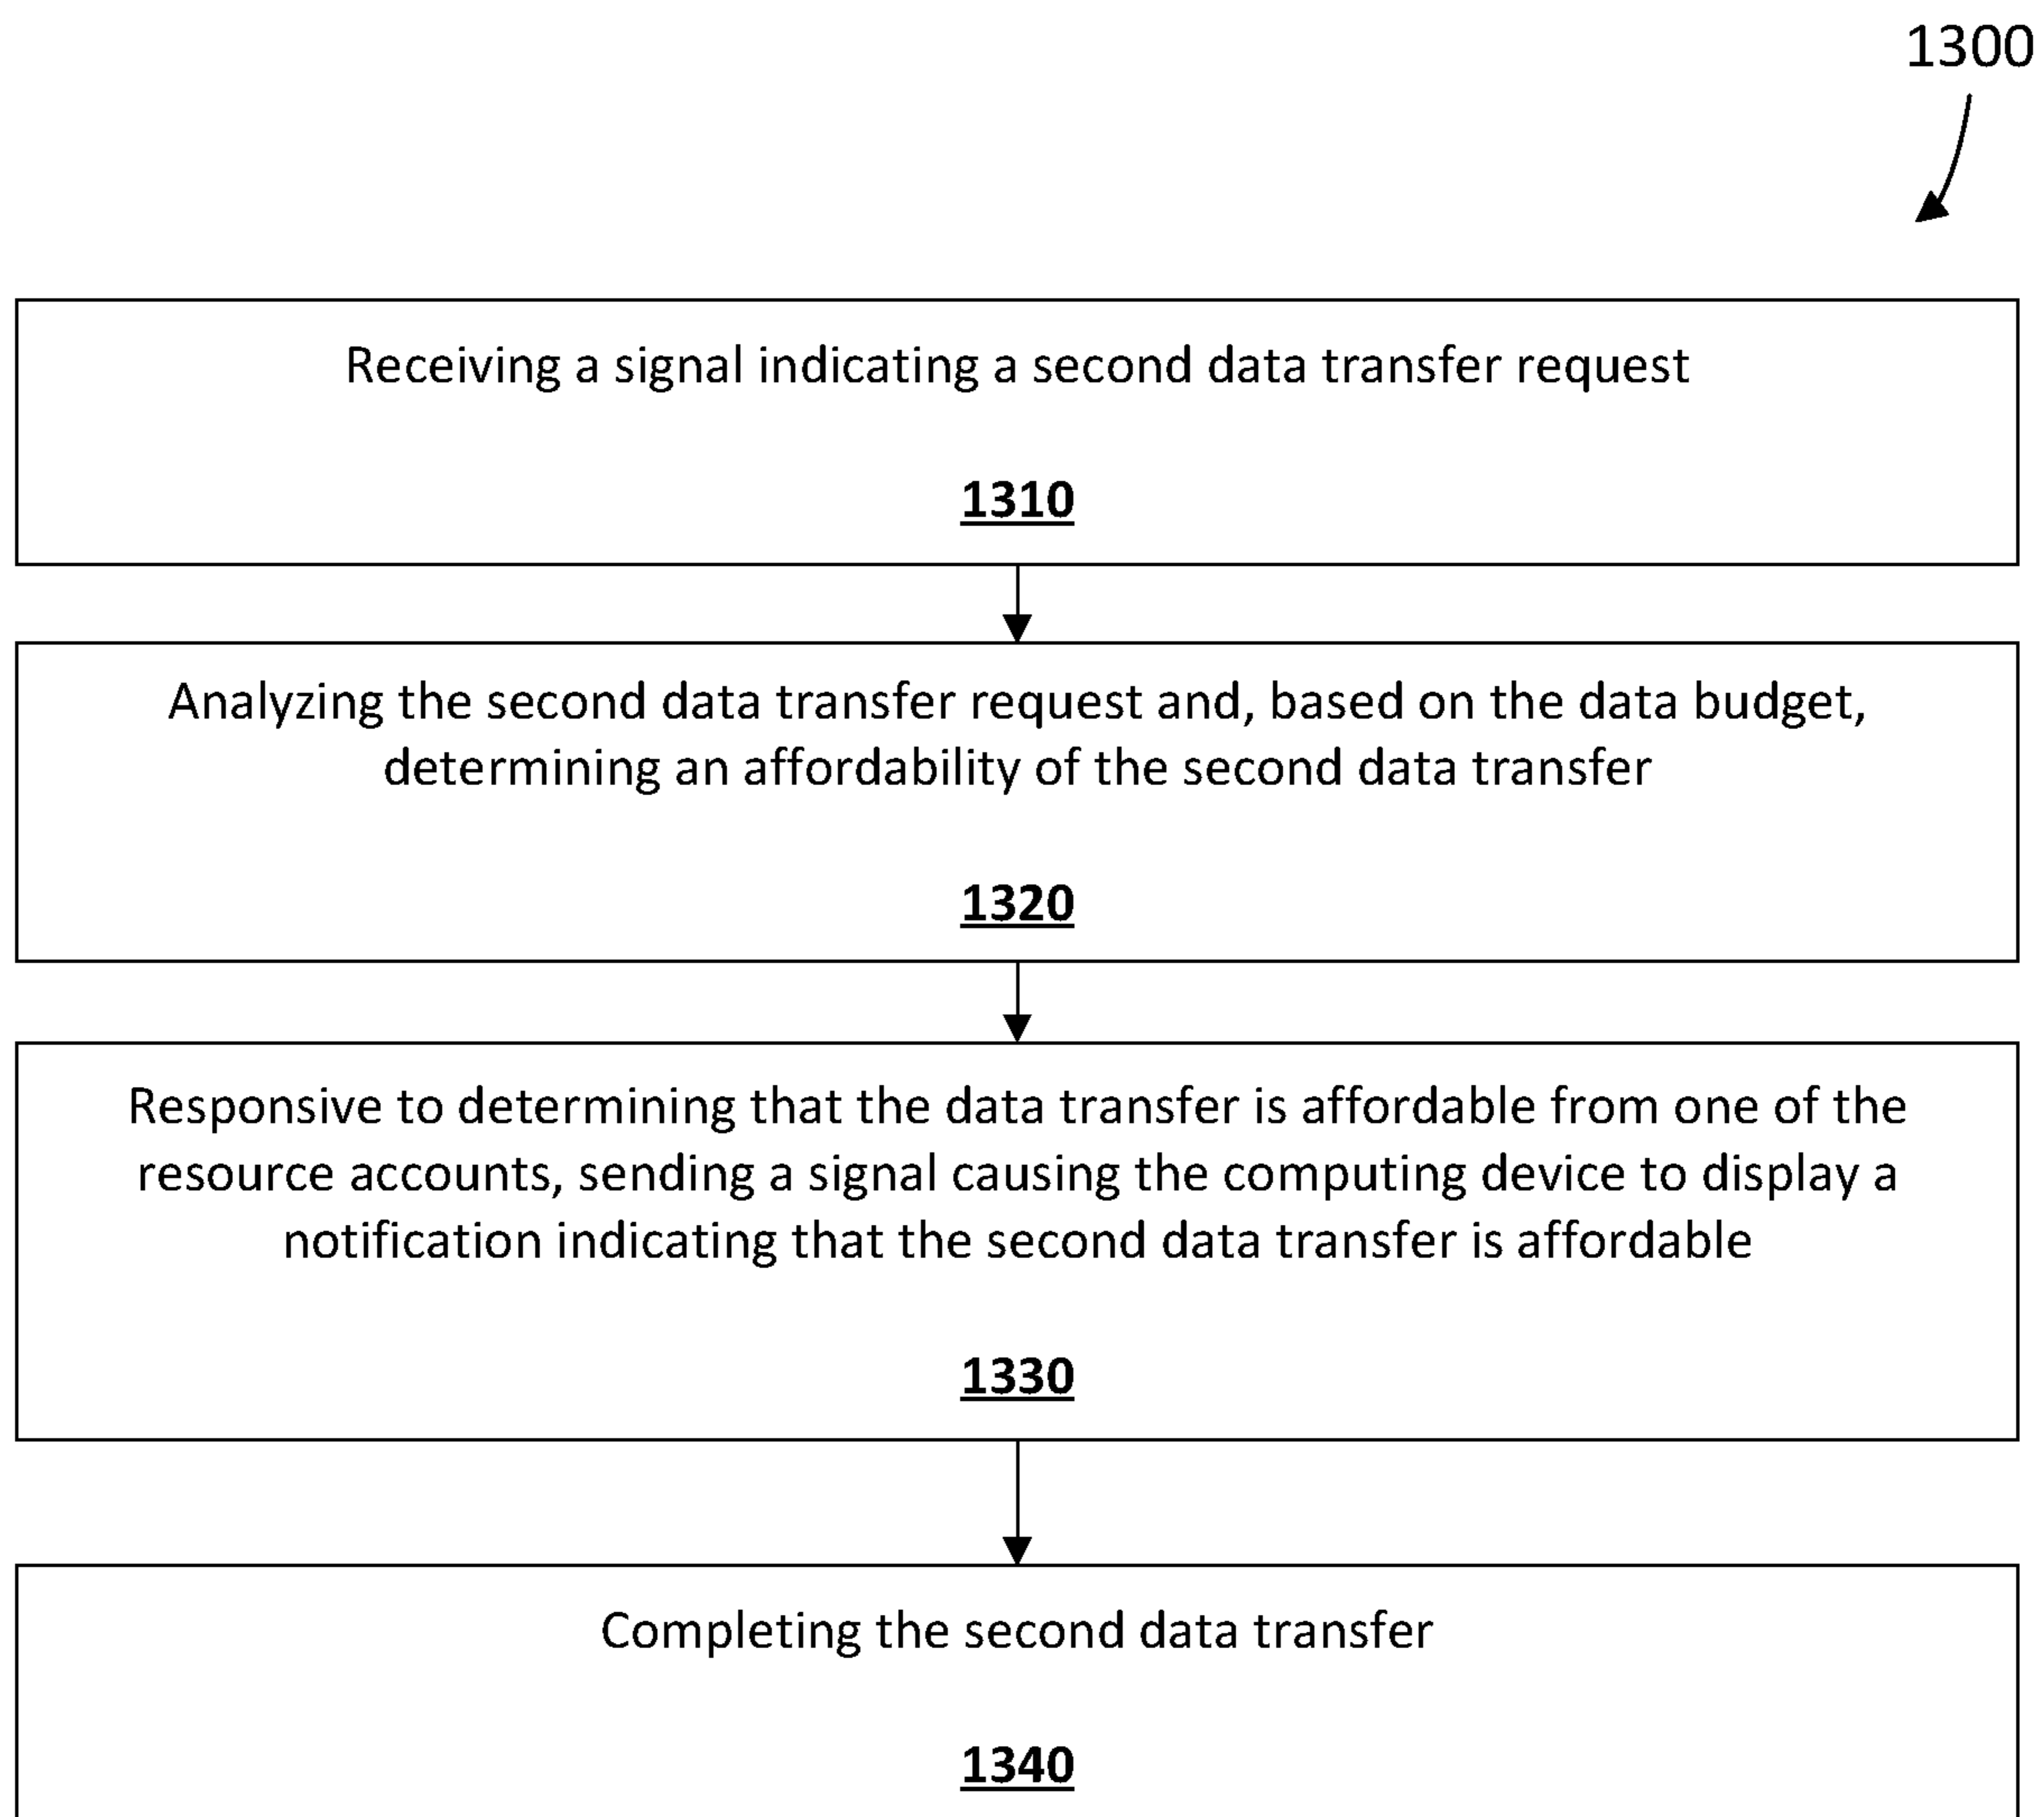 1300
Receiving a signal indicating a second data transfer request
1310
Analyzing the second data transfer request and, based on the data budget,
determining an affordability of the second data transfer
1320
Responsive to determining that the data transfer is affordable from one of the
resource accounts, sending a signal causing the computing device to display a
notification indicating that the second data transfer is affordable
1330
Completing the second data transfer
1340